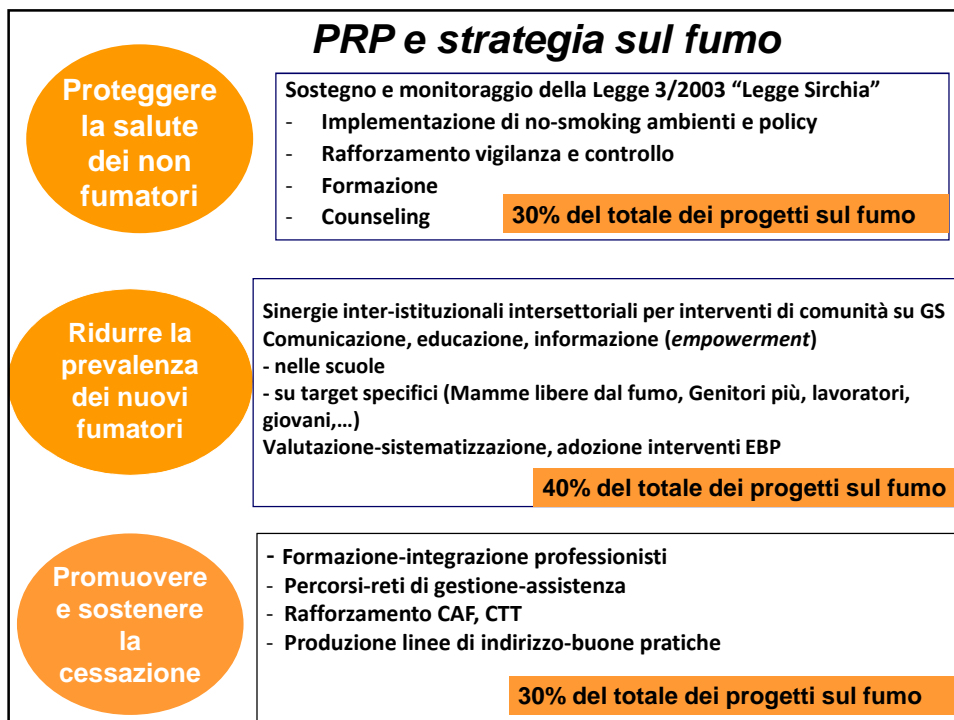 PRP e strategia sul fumo
Proteggere
la salute
dei non
fumatori
Sostegno e monitoraggio della Legge 3/2003 “Legge Sirchia”
- Implementazione di no-smoking ambienti e policy
- Rafforzamento vigilanza e controllo
- Formazione
- Counseling
30% del totale dei progetti sul fumo
Ridurre la
prevalenza
dei nuovi
fumatori
Sinergie inter-istituzionali intersettoriali per interventi di comunità su GS
Comunicazione, educazione, informazione (empowerment)
- nelle scuole
- su target specifici (Mamme libere dal fumo, Genitori più, lavoratori,
giovani,…)
Valutazione-sistematizzazione, adozione interventi EBP
40% del totale dei progetti sul fumo
Promuovere
e sostenere
la
cessazione
- Formazione-integrazione professionisti
- Percorsi-reti di gestione-assistenza
- Rafforzamento CAF, CTT
- Produzione linee di indirizzo-buone pratiche
30% del totale dei progetti sul fumo